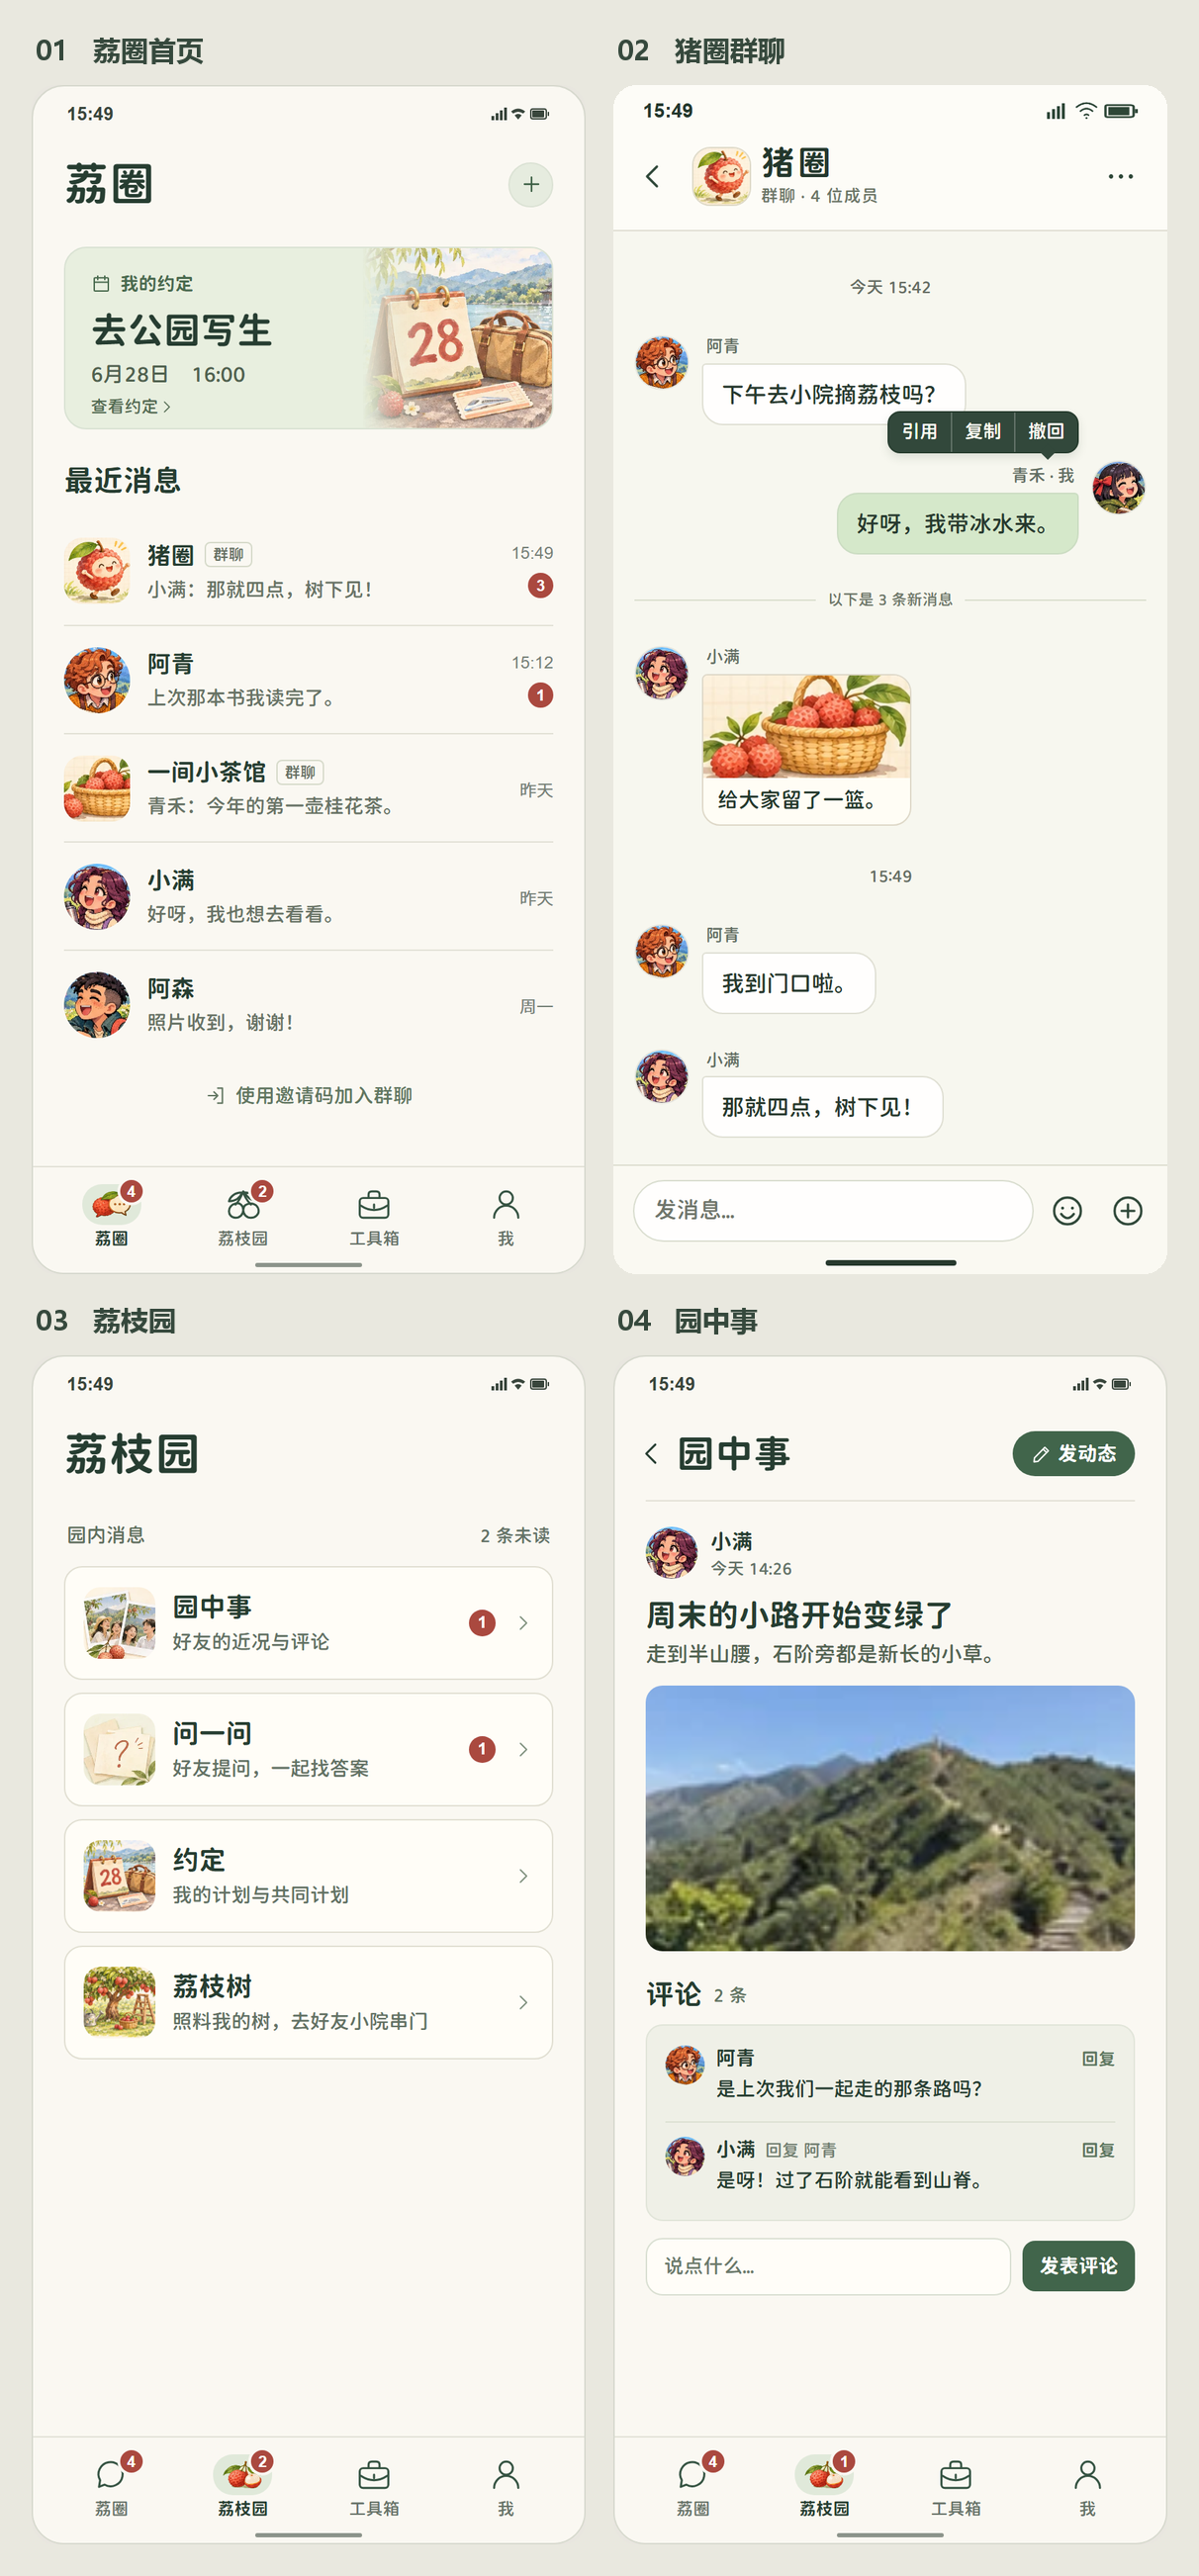 01 荔圈首页
15:49
荔圈
我的约定
去公园写生
6月28日 16:00
查看约定
28
最近消息
猪圈 群聊 15:49
小满：那就四点，树下见！ 3
阿青 15:12
上次那本书我读完了。 1
一间小茶馆 群聊 昨天
青禾：今年的第一壶桂花茶。
小满 昨天
好呀，我也想去看看。
阿森 周一
照片收到，谢谢！
使用邀请码加入群聊
4 2
荔圈 荔枝园 工具箱 我
02 猪圈群聊
15:49
猪圈
群聊 · 4 位成员
今天 15:42
阿青
下午去小院摘荔枝吗？
引用 复制 撤回
青禾 · 我
好呀，我带冰水来。
以下是 3 条新消息
小满
给大家留了一篮。
15:49
阿青
我到门口啦。
小满
那就四点，树下见！
发消息...
03 荔枝园
15:49
荔枝园
园内消息 2 条未读
园中事
好友的近况与评论 1
问一问
好友提问，一起找答案 1
?
约定
我的计划与共同计划
28
荔枝树
照料我的树，去好友小院串门
4 2
荔圈 荔枝园 工具箱 我
04 园中事
15:49
园中事 发动态
小满
今天 14:26
周末的小路开始变绿了
走到半山腰，石阶旁都是新长的小草。
评论 2 条
阿青 回复
是上次我们一起走的那条路吗？
小满 回复 阿青 回复
是呀！过了石阶就能看到山脊。
说点什么... 发表评论
4 1
荔圈 荔枝园 工具箱 我